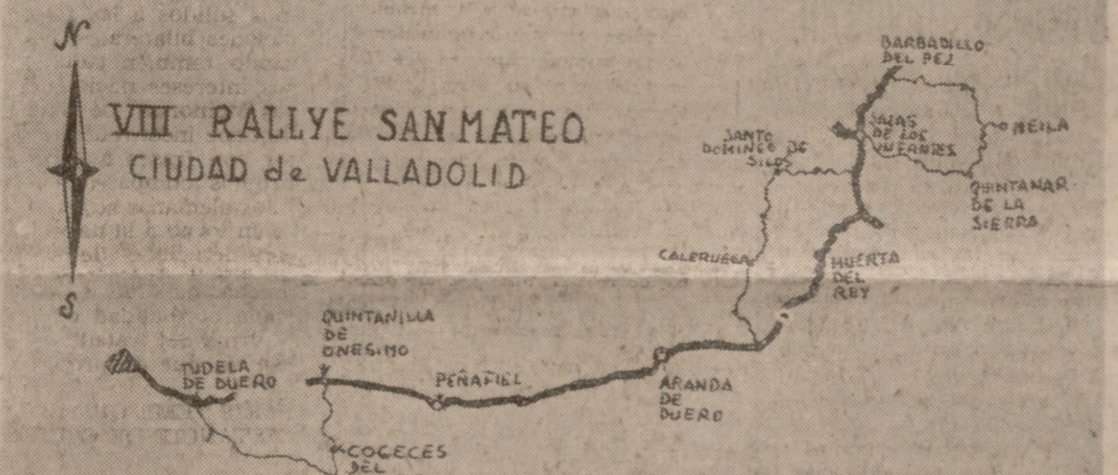 N
VIII RALLYE SAN MATEO
CIUDAD de VALLADOLID
S
BARBADILLO
DEL PEZ
SALAS
DE LOS
INFANTES
NEILA
SANTO
DOMINGO DE
SILOS
QUINTANAR
DE LA
SIERRA
CALERUEGA
HUERTA
DEL
REY
QUINTANILLA
DE
ONESIMO
TUDELA
DE DUERO
PEÑAFIEL
ARANDA
DE
DUERO
COGECES
DEL